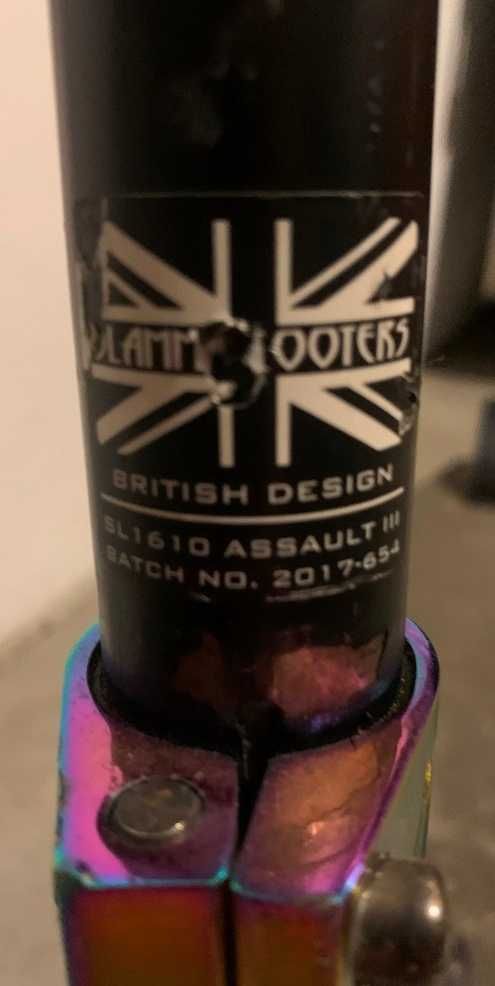 SLAMM SCOOTERS
BRITISH DESIGN
SL1610 ASSAULT III
BATCH NO. 2017-654